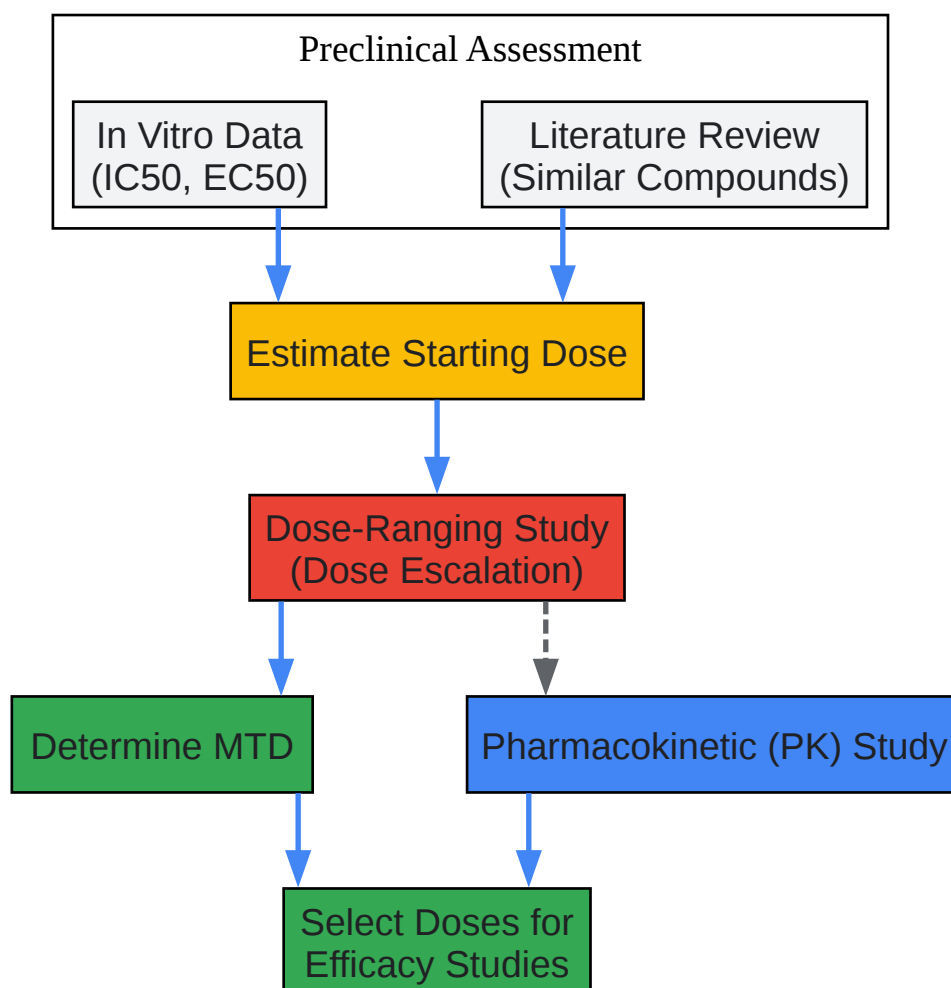 Preclinical Assessment
In Vitro Data
(IC50, EC50)
Literature Review
(Similar Compounds)
Estimate Starting Dose
Dose-Ranging Study
(Dose Escalation)
Determine MTD
Pharmacokinetic (PK) Study
Select Doses for
Efficacy Studies